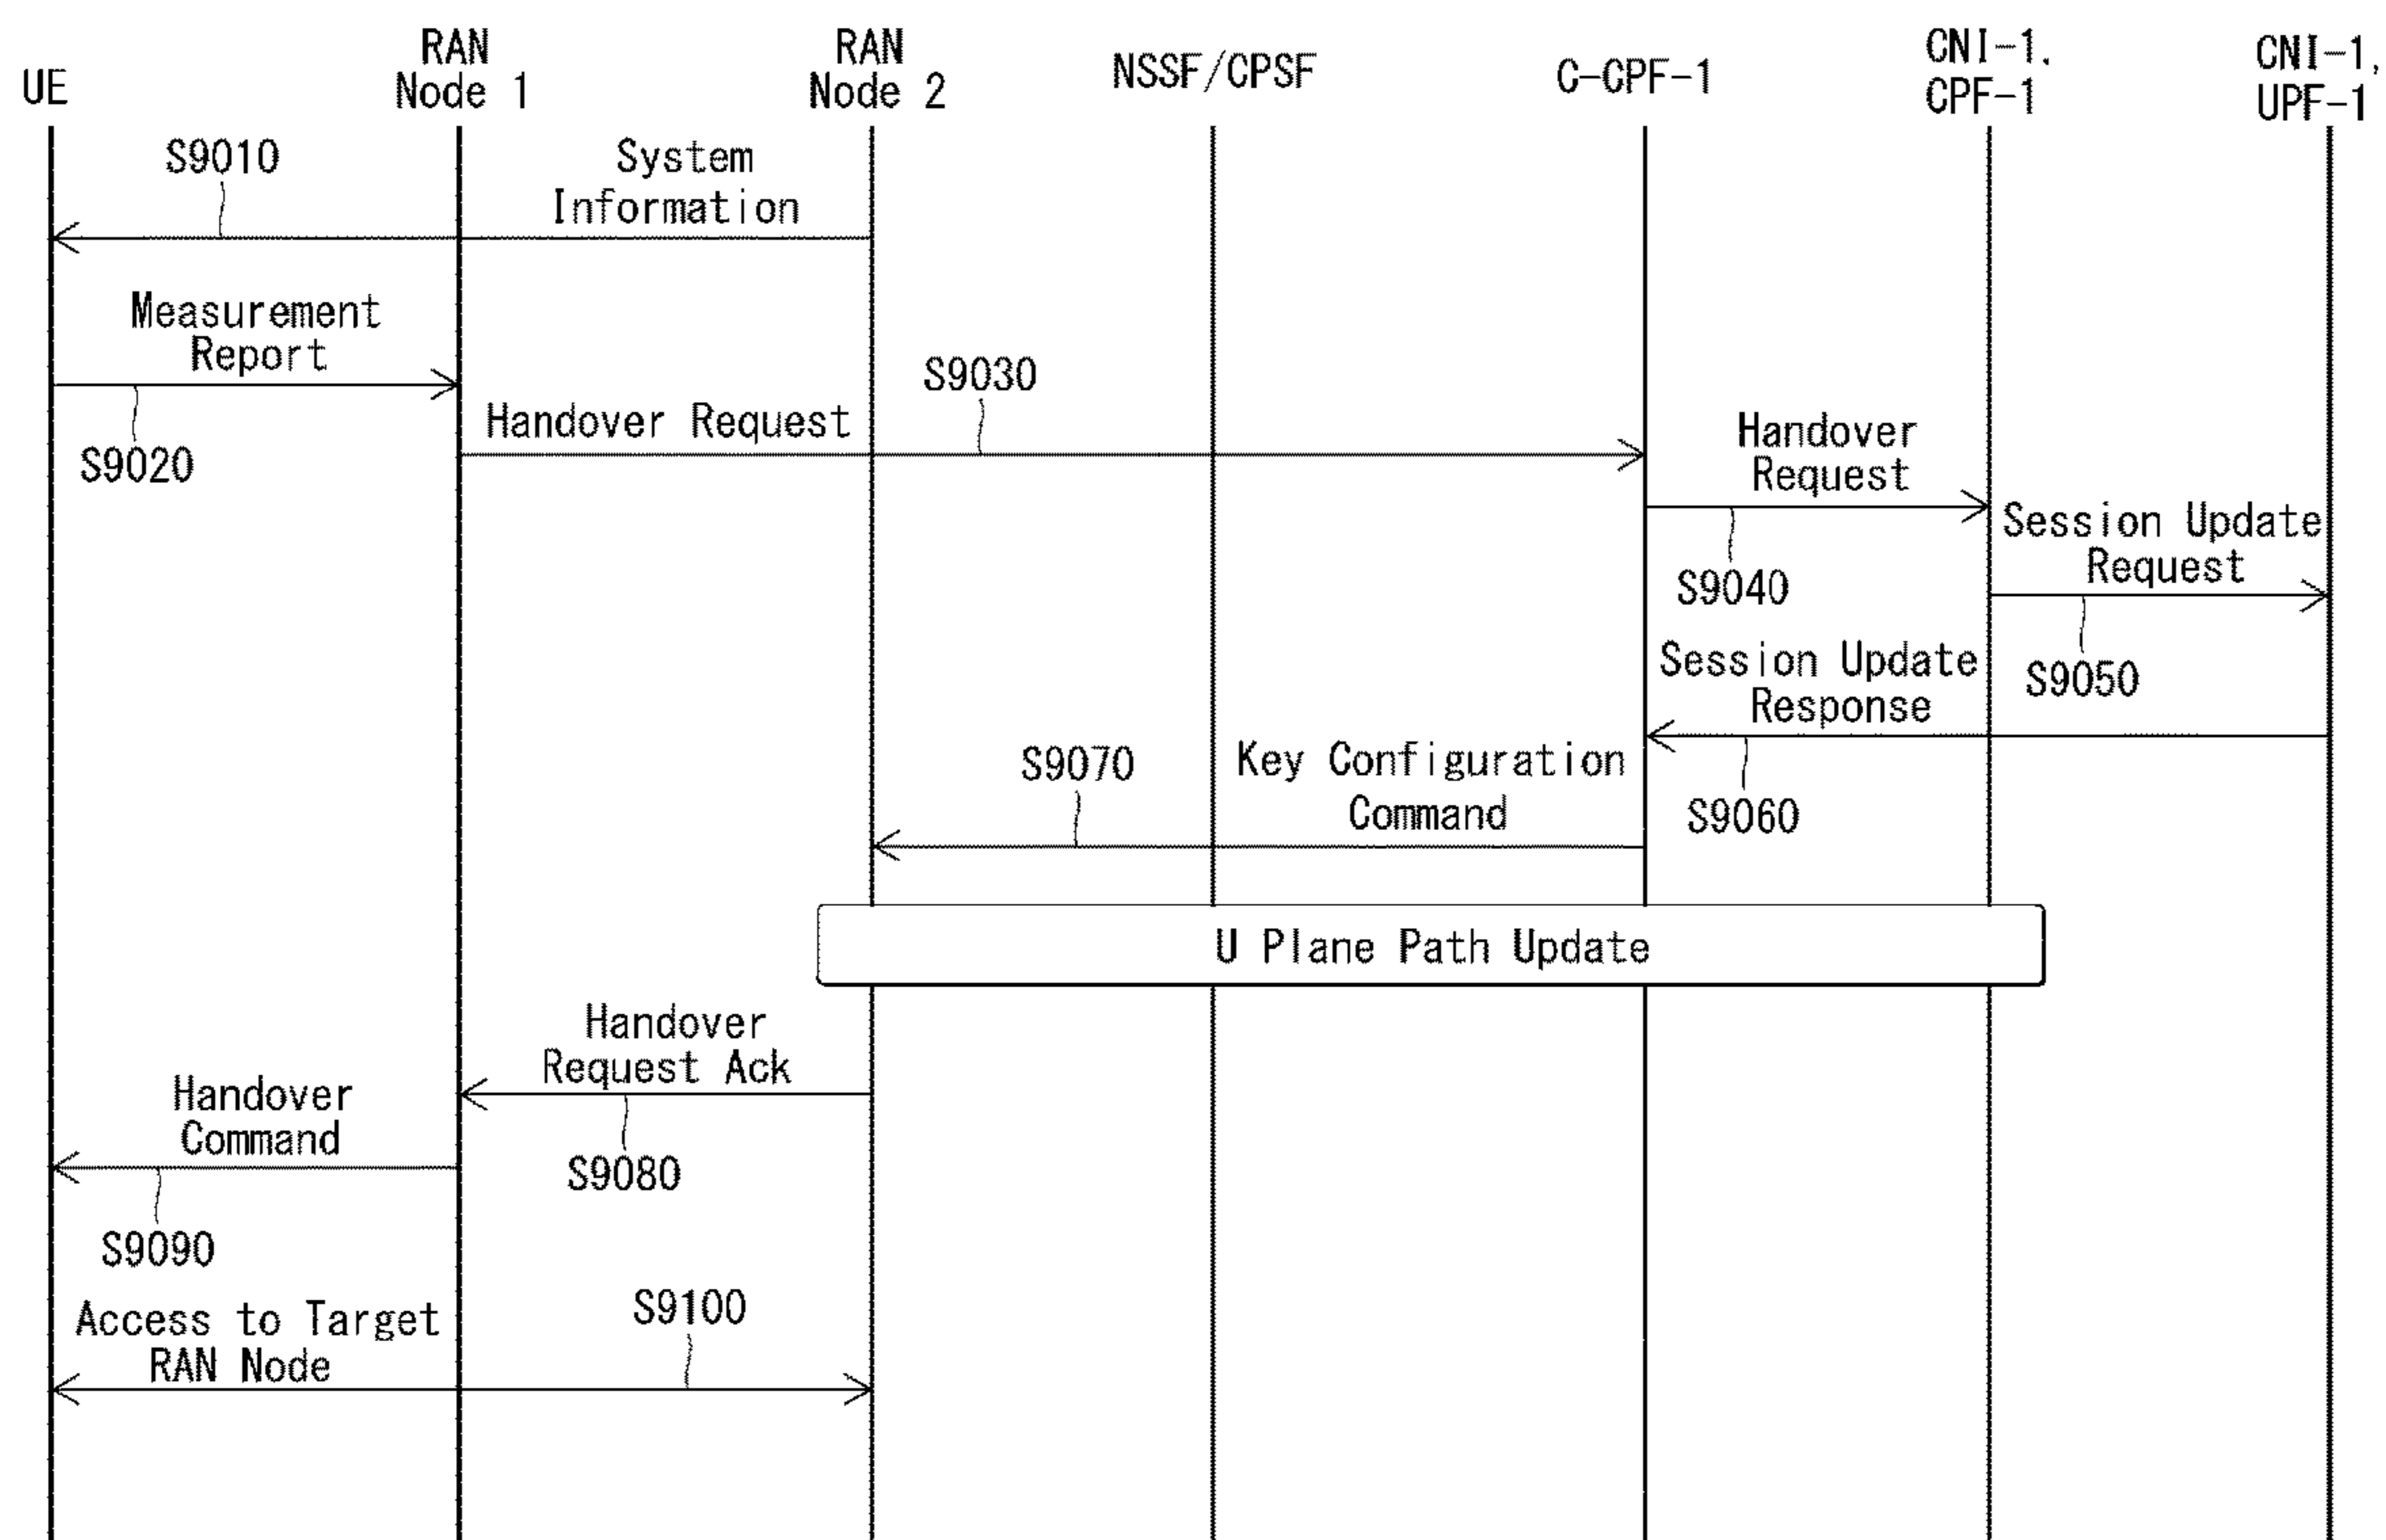 UE
RAN
Node 1
RAN
Node 2
NSSF/CPSF
C-CPF-1
CNI-1,
CPF-1
CNI-1,
UPF-1
S9010
System
Information
Measurement
Report
S9020
Handover Request
S9030
Handover
Request
S9040
Session Update
Request
S9050
Session Update
Response
S9060
S9070
Key Configuration
Command
U Plane Path Update
Handover
Request Ack
S9080
Handover
Command
S9090
Access to Target
RAN Node
S9100